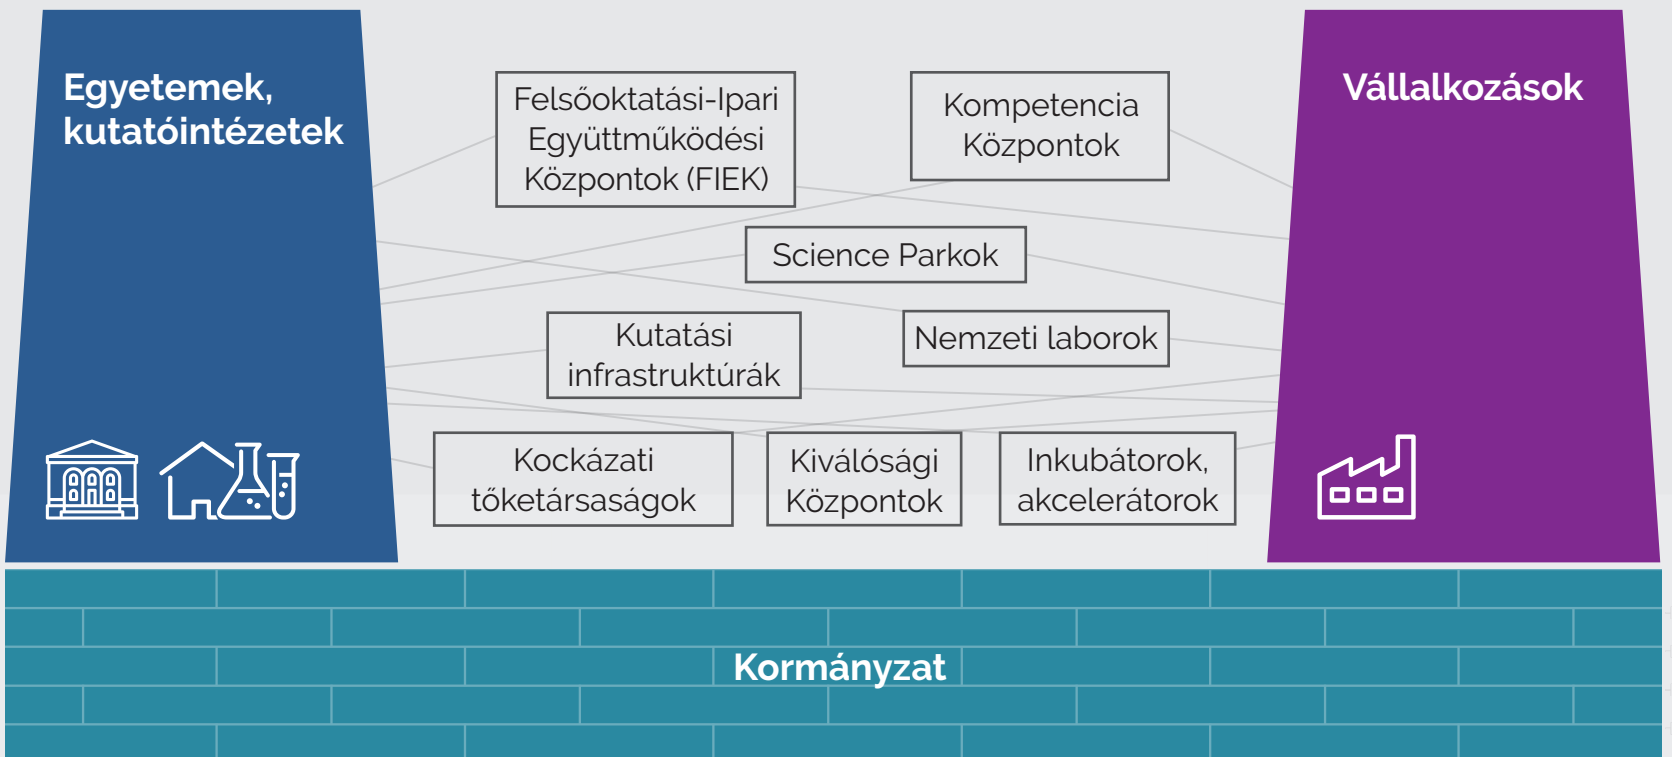 Egyetemek,
kutatóintézetek
Felsőoktatási-Ipari
Együttműködési
Központok (FIEK)
Kompetencia
Központok
Vállalkozások
Science Parkok
Kutatási
infrastruktúrák
Nemzeti laborok
Kockázati
tőketársaságok
Kiválósági
Központok
Inkubátorok,
akcelerátorok
Kormányzat